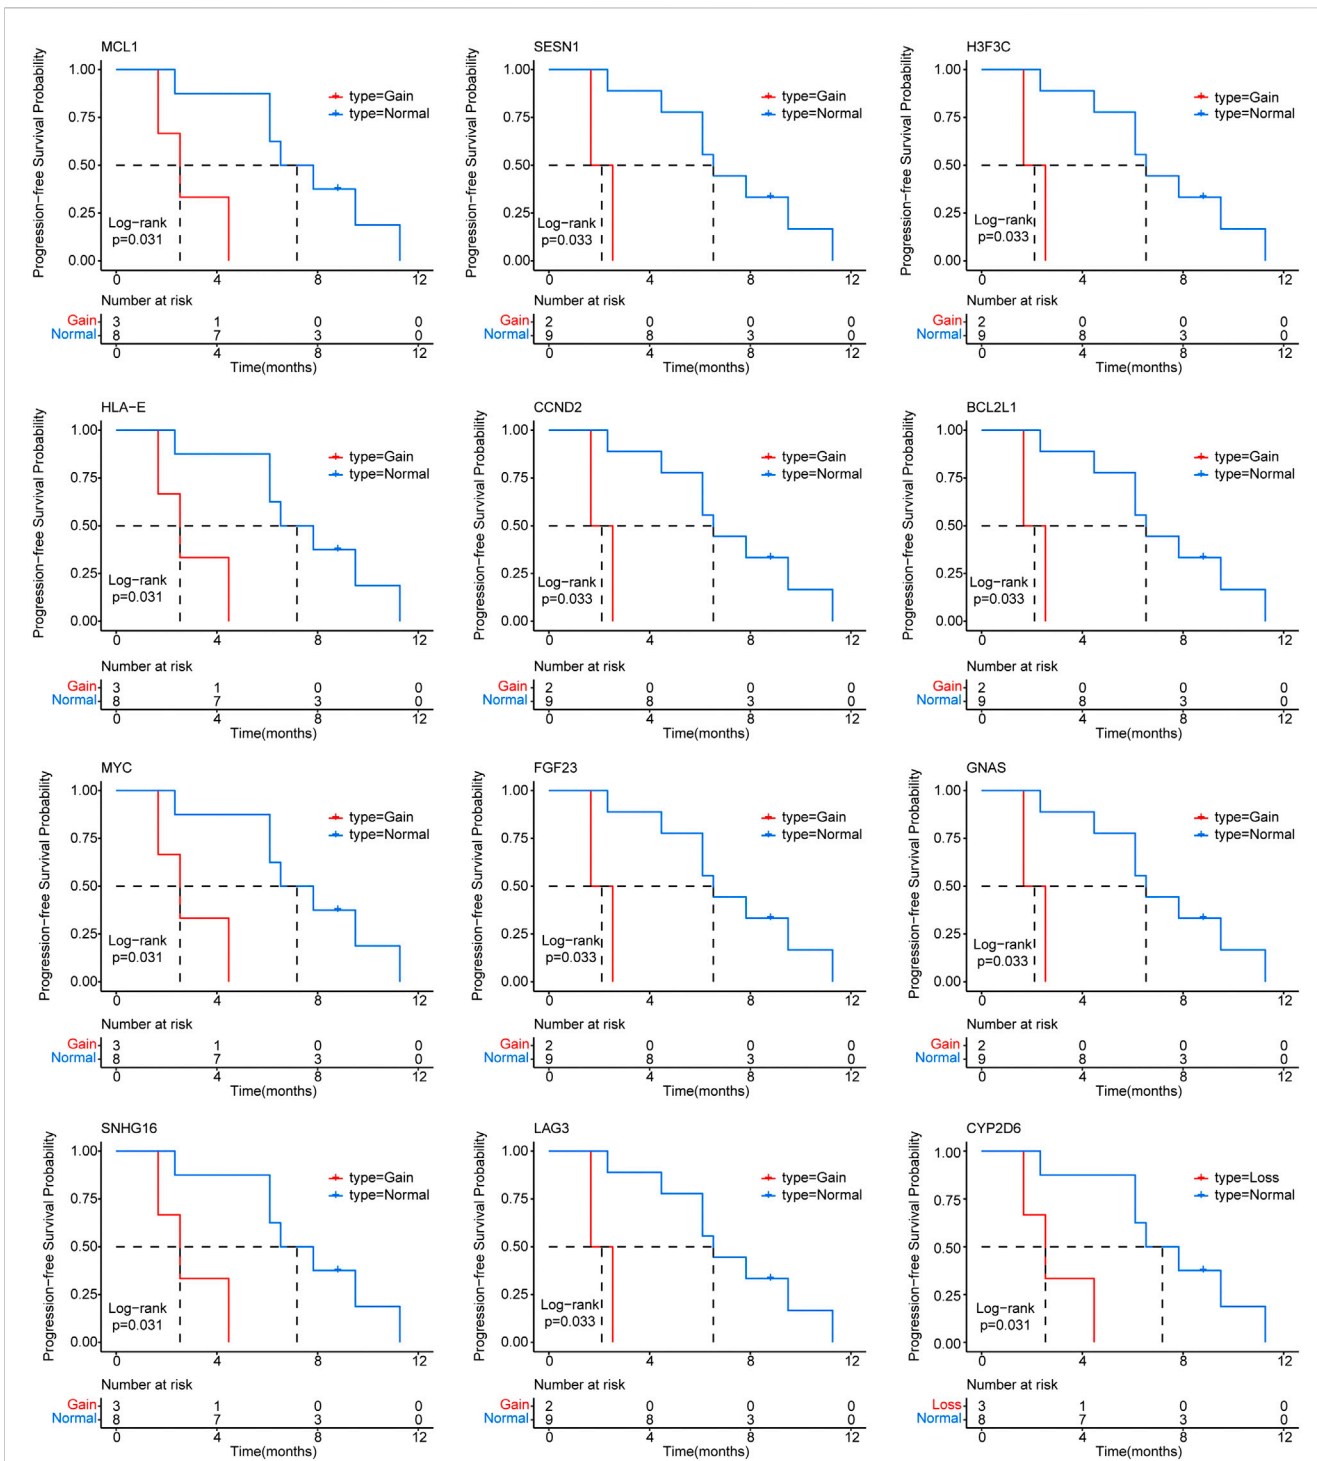 MCL1
Progression-free Survival Probability
1.00
0.75
0.50
0.25
0.00
type=Gain
type=Normal
Log-rank
p=0.031
0 4 8 12
Number at risk
Gain 3 1 0 0
Normal 8 7 3 0
0 4 8 12
Time(months)
SESN1
Progression-free Survival Probability
1.00
0.75
0.50
0.25
0.00
type=Gain
type=Normal
Log-rank
p=0.033
0 4 8 12
Number at risk
Gain 2 0 0 0
Normal 9 8 3 0
0 4 8 12
Time(months)
H3F3C
Progression-free Survival Probability
1.00
0.75
0.50
0.25
0.00
type=Gain
type=Normal
Log-rank
p=0.033
0 4 8 12
Number at risk
Gain 2 0 0 0
Normal 9 8 3 0
0 4 8 12
Time(months)
HLA-E
Progression-free Survival Probability
1.00
0.75
0.50
0.25
0.00
type=Gain
type=Normal
Log-rank
p=0.031
0 4 8 12
Number at risk
Gain 3 1 0 0
Normal 8 7 3 0
0 4 8 12
Time(months)
CCND2
Progression-free Survival Probability
1.00
0.75
0.50
0.25
0.00
type=Gain
type=Normal
Log-rank
p=0.033
0 4 8 12
Number at risk
Gain 2 0 0 0
Normal 9 8 3 0
0 4 8 12
Time(months)
BCL2L1
Progression-free Survival Probability
1.00
0.75
0.50
0.25
0.00
type=Gain
type=Normal
Log-rank
p=0.033
0 4 8 12
Number at risk
Gain 2 0 0 0
Normal 9 8 3 0
0 4 8 12
Time(months)
MYC
Progression-free Survival Probability
1.00
0.75
0.50
0.25
0.00
type=Gain
type=Normal
Log-rank
p=0.031
0 4 8 12
Number at risk
Gain 3 1 0 0
Normal 8 7 3 0
0 4 8 12
Time(months)
FGF23
Progression-free Survival Probability
1.00
0.75
0.50
0.25
0.00
type=Gain
type=Normal
Log-rank
p=0.033
0 4 8 12
Number at risk
Gain 2 0 0 0
Normal 9 8 3 0
0 4 8 12
Time(months)
GNAS
Progression-free Survival Probability
1.00
0.75
0.50
0.25
0.00
type=Gain
type=Normal
Log-rank
p=0.033
0 4 8 12
Number at risk
Gain 2 0 0 0
Normal 9 8 3 0
0 4 8 12
Time(months)
SNHG16
Progression-free Survival Probability
1.00
0.75
0.50
0.25
0.00
type=Gain
type=Normal
Log-rank
p=0.031
0 4 8 12
Number at risk
Gain 3 1 0 0
Normal 8 7 3 0
0 4 8 12
Time(months)
LAG3
Progression-free Survival Probability
1.00
0.75
0.50
0.25
0.00
type=Gain
type=Normal
Log-rank
p=0.033
0 4 8 12
Number at risk
Gain 2 0 0 0
Normal 9 8 3 0
0 4 8 12
Time(months)
CYP2D6
Progression-free Survival Probability
1.00
0.75
0.50
0.25
0.00
type=Loss
type=Normal
Log-rank
p=0.031
0 4 8 12
Number at risk
Loss 3 1 0 0
Normal 8 7 3 0
0 4 8 12
Time(months)